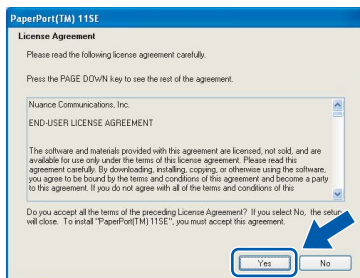 PaperPort(TM) 11SE
License Agreement
Please read the following license agreement carefully.
Press the PAGE DOWN key to see the rest of the agreement.
Nuance Communications, Inc.
END-USER LICENSE AGREEMENT
The software and materials provided with this agreement are licensed, not sold, and are
available for use only under the terms of this license agreement. Please read this
agreement carefully. By downloading, installing, copying, or otherwise using the software,
you agree to be bound by the terms and conditions of this agreement and become a party
to this agreement. If you do not agree with all of the terms and conditions of this
Do you accept all the terms of the preceding License Agreement? If you select No, the setup
will close. To install "PaperPort(TM) 11SE", you must accept this agreement.
Yes
No